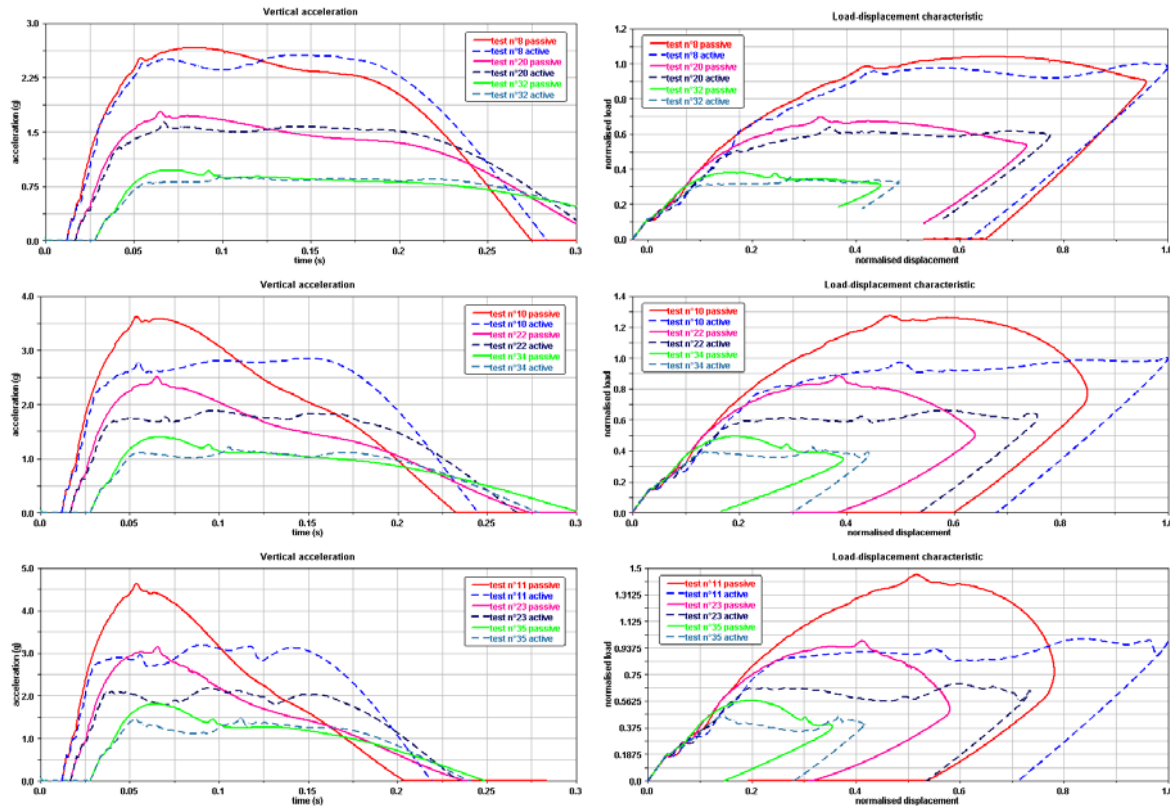 Vertical acceleration
3.0
2.25
1.5
0.75
0.0
acceleration (g)
test n°8 passive
test n°8 active
test n°20 passive
test n°20 active
test n°32 passive
test n°32 active
0.0 0.05 0.1 0.15 0.2 0.25 0.3
time (s)
Load-displacement characteristic
1.2
1.0
0.8
0.6
0.4
0.2
0.0
normalised load
test n°8 passive
test n°8 active
test n°20 passive
test n°20 active
test n°32 passive
test n°32 active
0.0 0.2 0.4 0.6 0.8 1.0
normalised displacement
Vertical acceleration
4.0
3.0
2.0
1.0
0.0
acceleration (g)
test n°10 passive
test n°10 active
test n°22 passive
test n°22 active
test n°34 passive
test n°34 active
0.0 0.05 0.1 0.15 0.2 0.25 0.3
time (s)
Load-displacement characteristic
1.4
1.2
1.0
0.8
0.6
0.4
0.2
0.0
normalised load
test n°10 passive
test n°10 active
test n°22 passive
test n°22 active
test n°34 passive
test n°34 active
0.0 0.2 0.4 0.6 0.8 1.0
normalised displacement
Vertical acceleration
5.0
4.0
3.0
2.0
1.0
0.0
acceleration (g)
test n°11 passive
test n°11 active
test n°23 passive
test n°23 active
test n°35 passive
test n°35 active
0.0 0.05 0.1 0.15 0.2 0.25 0.3
time (s)
Load-displacement characteristic
1.5
1.3125
1.125
0.9375
0.75
0.5625
0.375
0.1875
0.0
normalised load
test n°11 passive
test n°11 active
test n°23 passive
test n°23 active
test n°35 passive
test n°35 active
0.0 0.2 0.4 0.6 0.8 1.0
normalised displacement